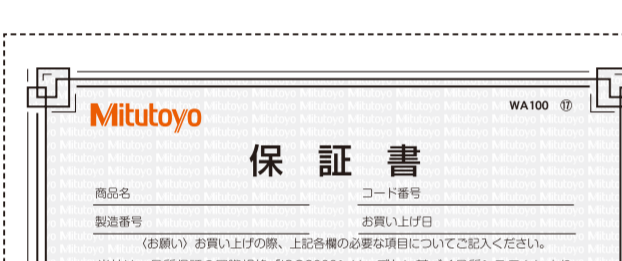 Mitutoyo
WA100 ⑰
保証書
商品名
コード番号
製造番号
お買い上げ日
〈お願い〉お買い上げの際、上記各欄の必要な項目についてご記入ください。